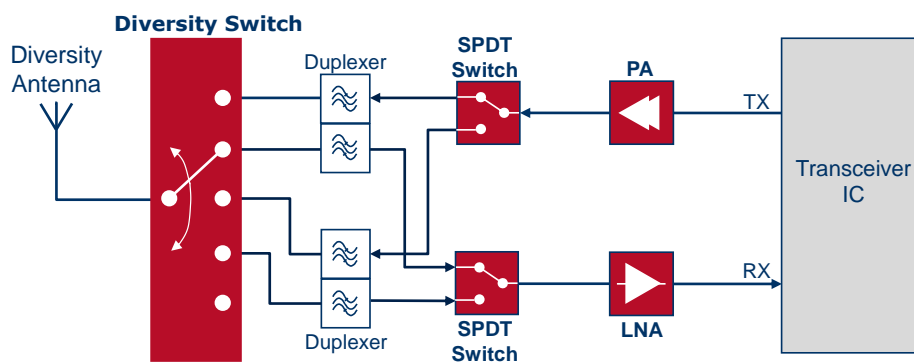 Diversity Switch
Diversity
Antenna
Duplexer
SPDT
Switch
PA
TX
Transceiver
IC
RX
Duplexer
SPDT
Switch
LNA